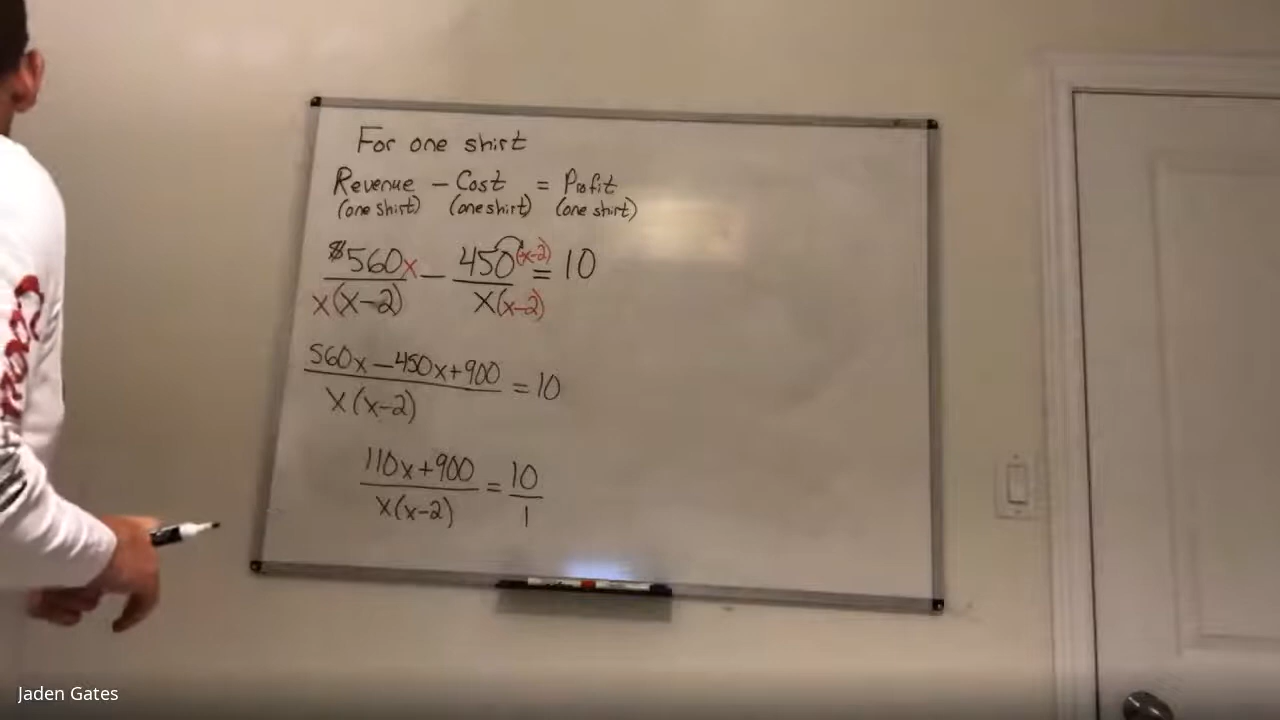 For one shirt
Revenue - Cost = Profit
(one shirt) (one shirt) (one shirt)
$560x - 450(x-2) = 10
x(x-2) x(x-2)
560x - 450x + 900 = 10
x(x-2)
110x + 900 = 10
x(x-2) 1
Jaden Gates